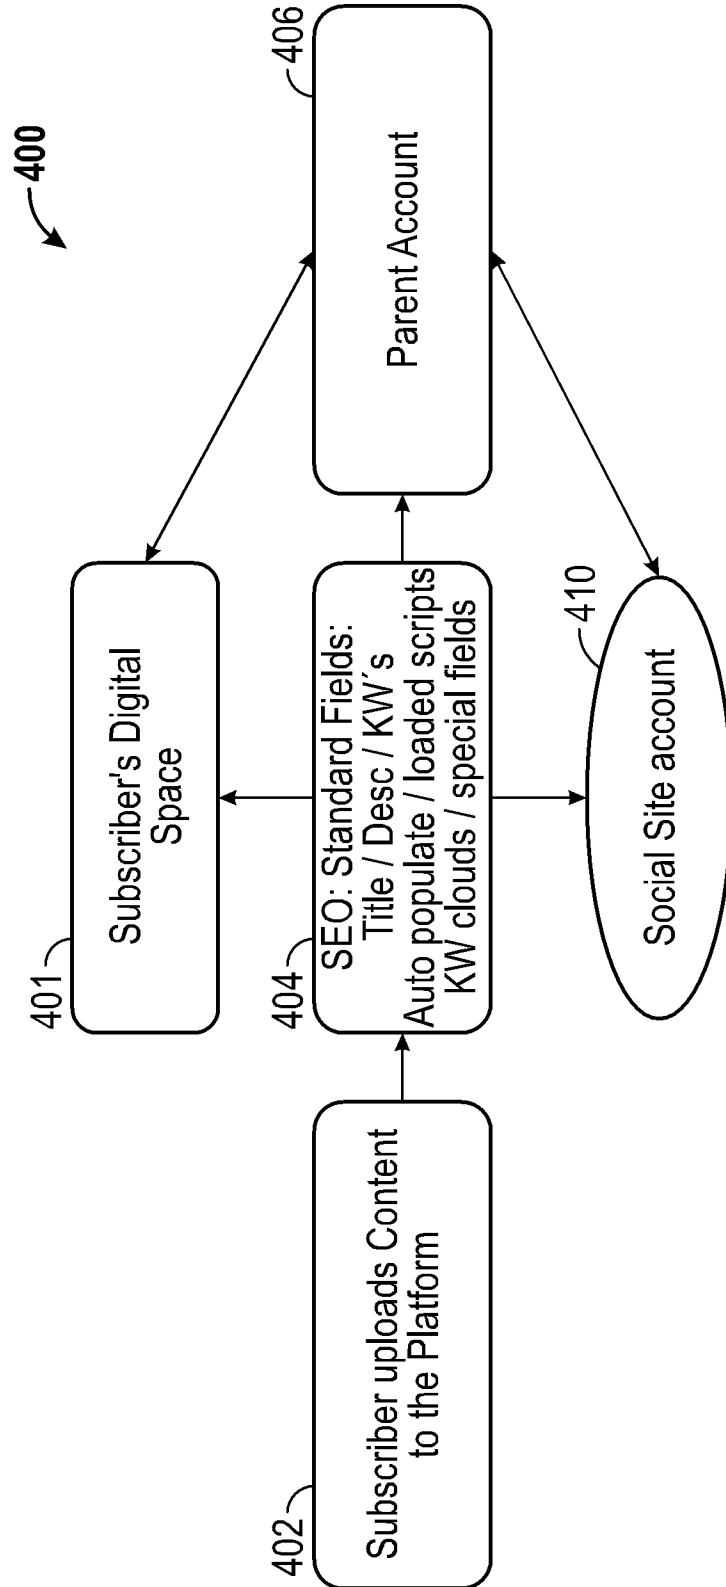 400
401
Subscriber's Digital
Space
402
Subscriber uploads Content
to the Platform
404
SEO: Standard Fields:
Title / Desc / KW´s
Auto populate / loaded scripts
KW clouds / special fields
406
Parent Account
410
Social Site account